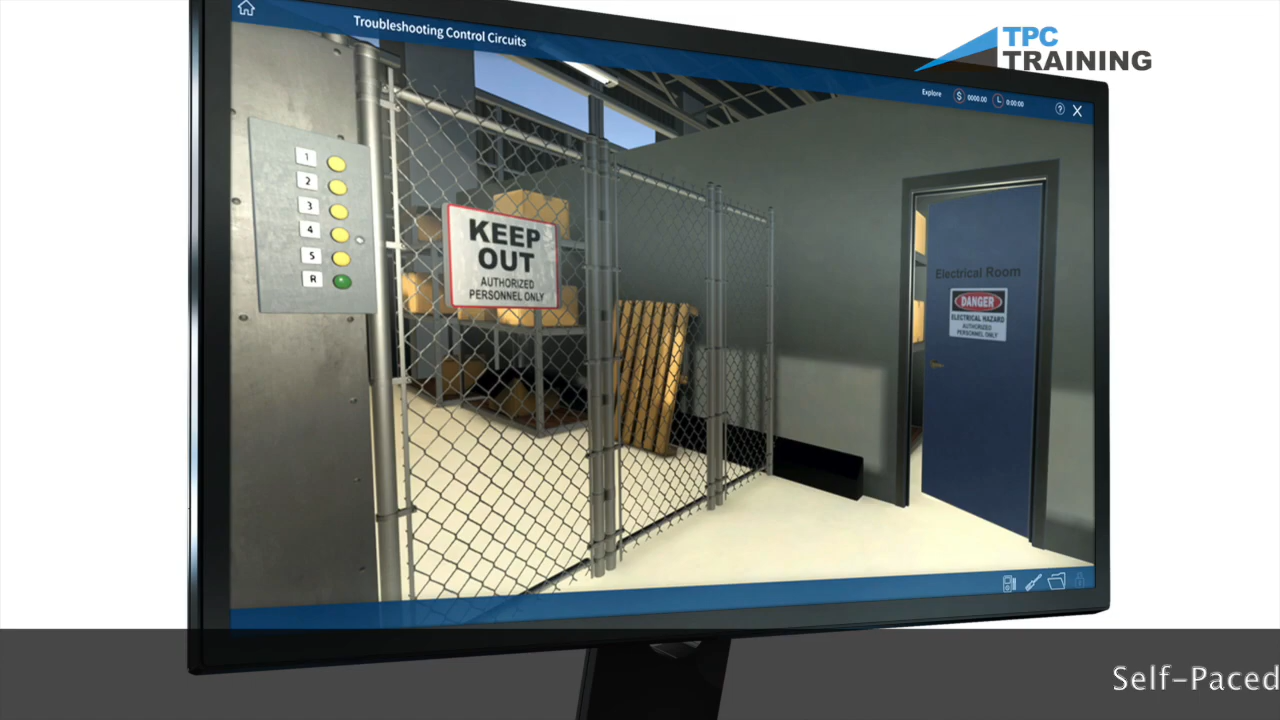 Troubleshooting Control Circuits
TPC
TRAINING
Explore
$ 0000.00
0:00:00
? X
1
2
3
4
5
R
KEEP
OUT
AUTHORIZED
PERSONNEL ONLY
Electrical Room
DANGER
ELECTRICAL HAZARD
AUTHORIZED
PERSONNEL ONLY
Self-Paced